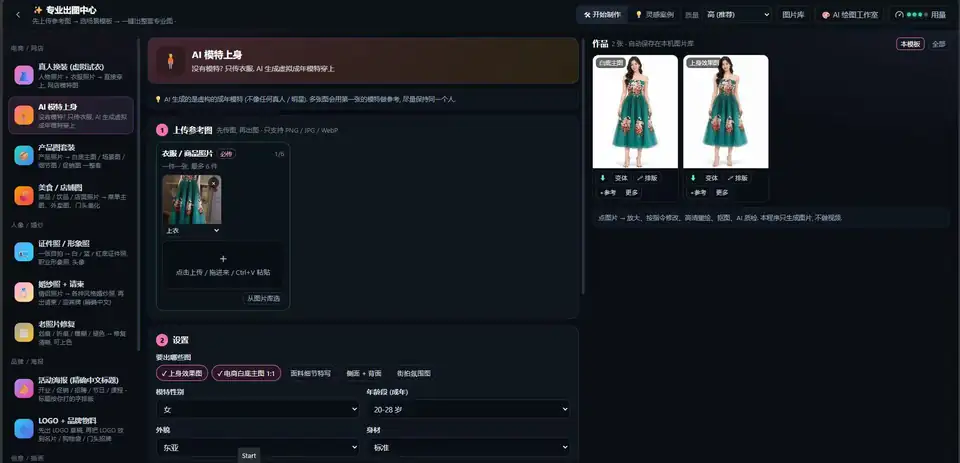 ✨ 专业出图中心
先上传参考图 → 选场景模板 → 一键出整套专业图 ·
开始制作
💡 灵感案例
质量
高 (推荐)
图片库
AI 绘图工作室
用量
电商 / 网店
真人换装 (虚拟试衣)
人物照片 + 衣服照片 → 直接穿上, 网店模特图
AI 模特上身
没有模特? 只传衣服, AI 生成虚拟成年模特穿上
产品图套装
产品照片 → 白底主图 / 场景图 / 细节图 / 促销图 一整套
美食 / 店铺图
菜品 / 饮品 / 店面照片 → 菜单主图、外卖图、门头美化
人像 / 婚纱
证件照 / 形象照
一张自拍 → 白 / 蓝 / 红底证件照, 职业形象照, 头像
婚纱照 + 请柬
情侣照片 → 各种风格婚纱照, 再出请柬 / 迎宾牌 (精确中文)
老照片修复
划痕 / 折痕 / 模糊 / 褪色 → 修复清晰, 可上色
品牌 / 海报
活动海报 (精确中文标题)
开业 / 促销 / 招聘 / 节日 / 课程 ·
标题按你打的字排版
LOGO + 品牌物料
先出 LOGO 草稿, 再把 LOGO 放到名片 / 购物袋 / 门头招牌
AI 模特上身
没有模特? 只传衣服, AI 生成虚拟成年模特穿上
💡 AI 生成的是虚构的成年模特 (不像任何真人 / 明星). 多张图会用第一张的模特做参考, 尽量保持同一个人.
1 上传参考图 先传图, 再出图 · 只支持 PNG / JPG / WebP
衣服 / 商品照片 必传 1/6
一件一张, 最多 6 件
×
上衣
+
点击上传 / 拖进来 / Ctrl+V 粘贴
从图片库选
2 设置
要出哪些图
✓ 上身效果图
✓ 电商白底主图 1:1
面料细节特写
侧面 + 背面
街拍氛围图
模特性别
年龄段 (成年)
女
20-28 岁
外貌
身材
东亚
标准
Start
作品 2 张 · 自动保存在本机图片库
本模板
全部
白底主图
上身效果图
变体
排版
+参考
更多
变体
排版
+参考
更多
点图片 → 放大、按指令修改、高清重绘、抠图、AI 质检. 本程序只生成图片, 不做视频.